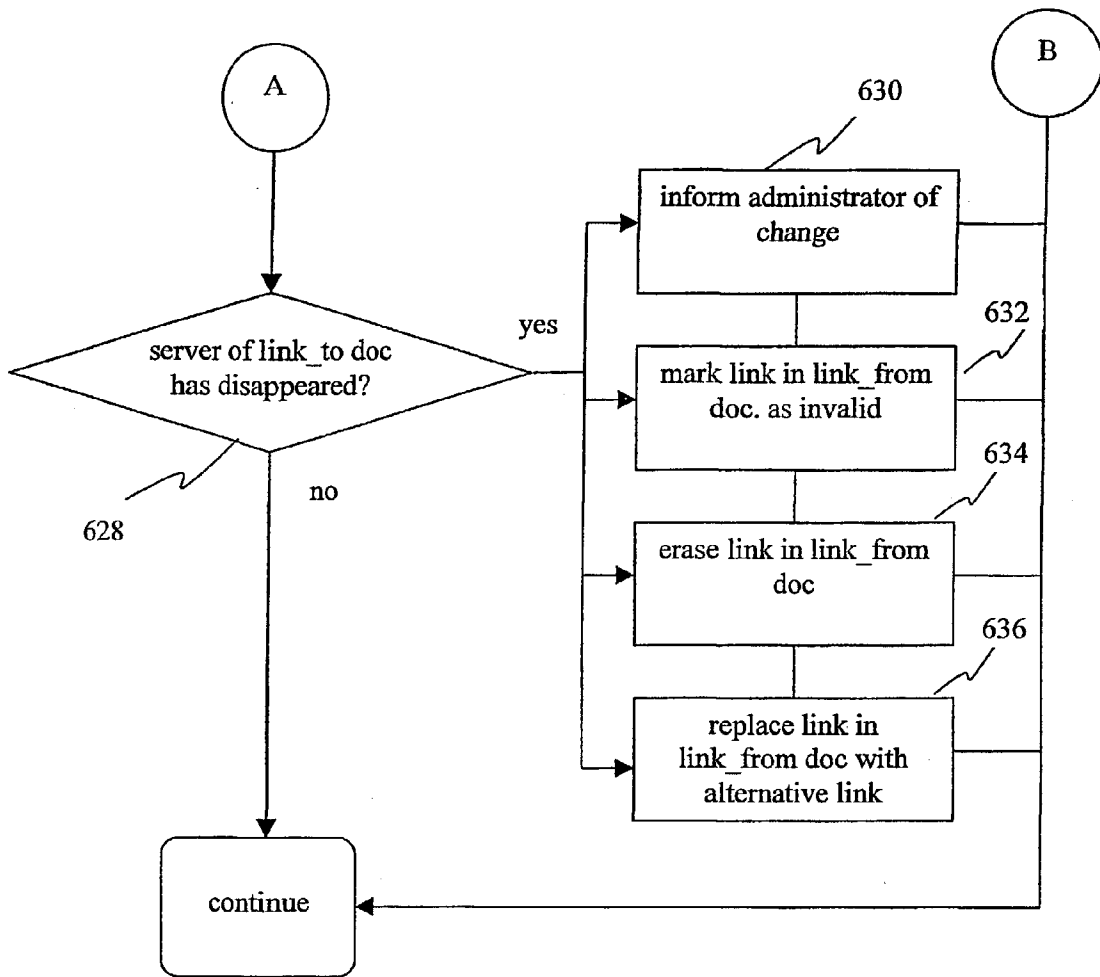 A
B
630
inform administrator of
change
yes
632
server of link_to doc
has disappeared?
mark link in link_from
doc. as invalid
634
no
628
erase link in link_from
doc
636
replace link in
link_from doc with
alternative link
continue